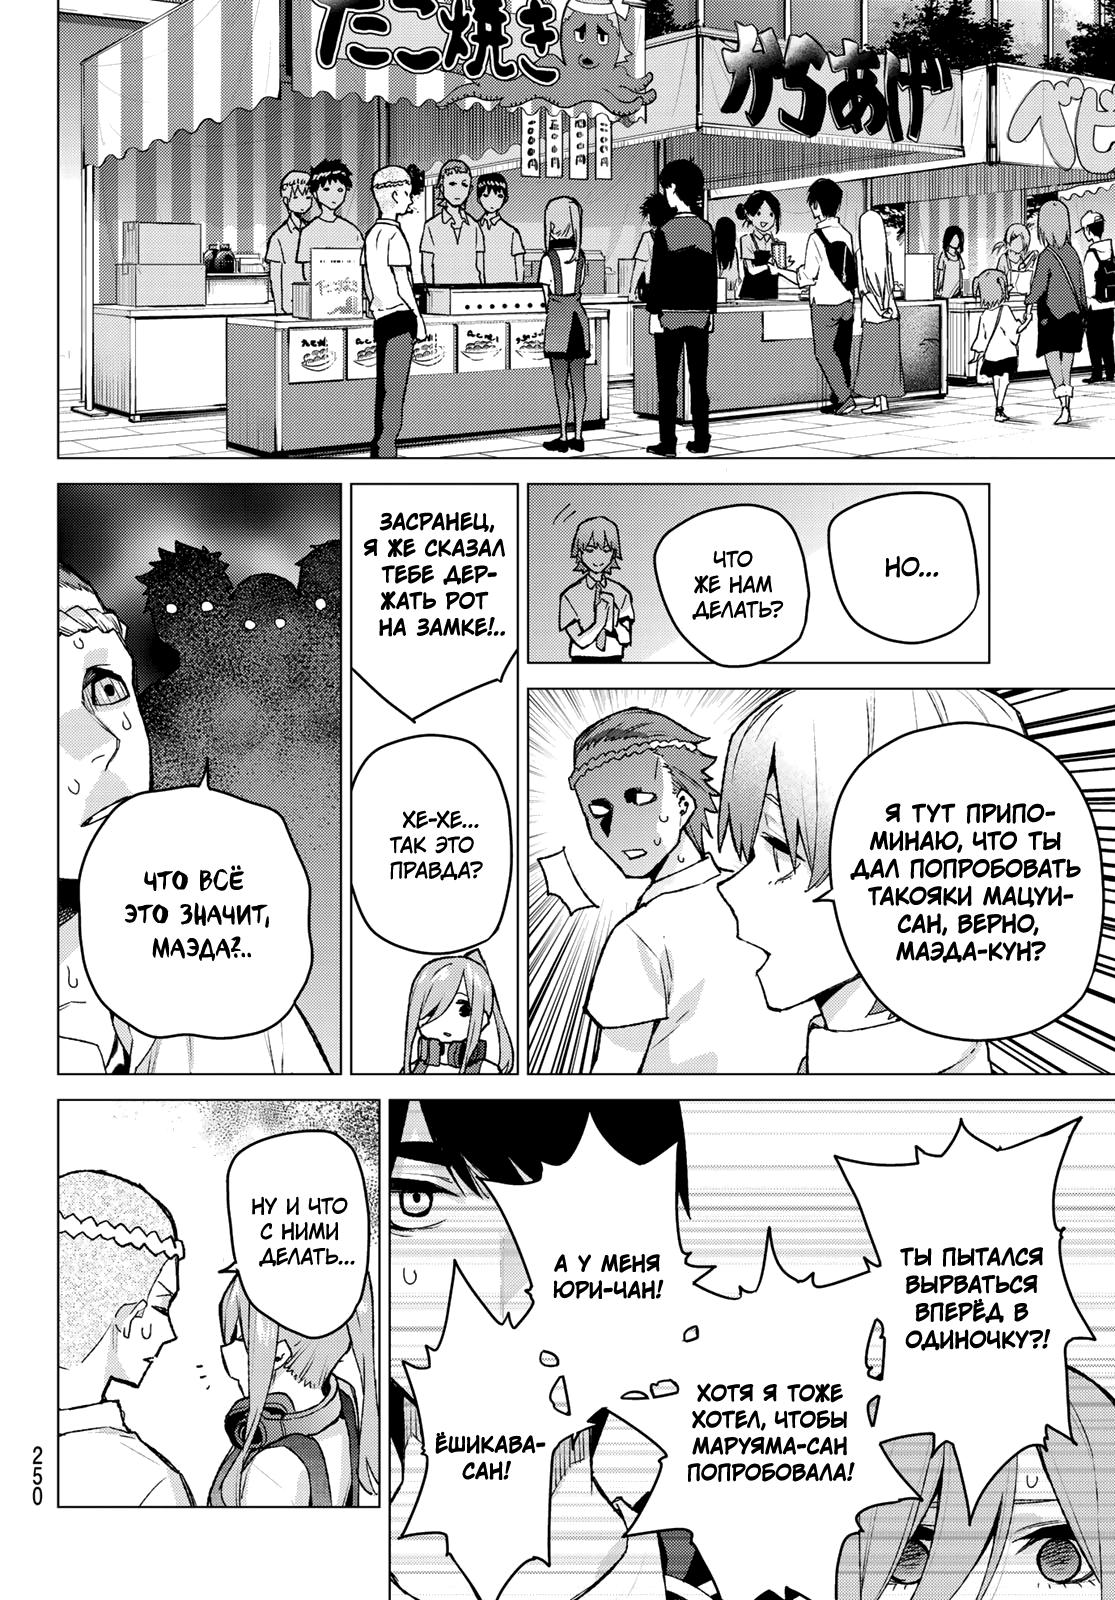 たこ焼き
からあげ
ベビ
НО...
ЧТО
ЖЕ НАМ
ДЕЛАТЬ?
ЗАСРАНЕЦ,
Я ЖЕ СКАЗАЛ
ТЕБЕ ДЕР-
ЖАТЬ РОТ
НА ЗАМКЕ!..
Я ТУТ ПРИПО-
МИНАЮ, ЧТО ТЫ
ДАЛ ПОПРОБОВАТЬ
ТАКОЯКИ МАЦУИ-
САН, ВЕРНО,
МАЭДА-КУН?
ХЕ-ХЕ...
ТАК ЭТО
ПРАВДА?
ЧТО ВСЁ
ЭТО ЗНАЧИТ,
МАЭДА?..
ТЫ ПЫТАЛСЯ
ВЫРВАТЬСЯ
ВПЕРЁД В
ОДИНОЧКУ?!
ХОТЯ Я ТОЖЕ
ХОТЕЛ, ЧТОБЫ
МАРУЯМА-САН
ПОПРОБОВАЛА!
А У МЕНЯ
ЮРИ-ЧАН!
ЁШИКАВА-
САН!
НУ И ЧТО
С НИМИ
ДЕЛАТЬ...
250